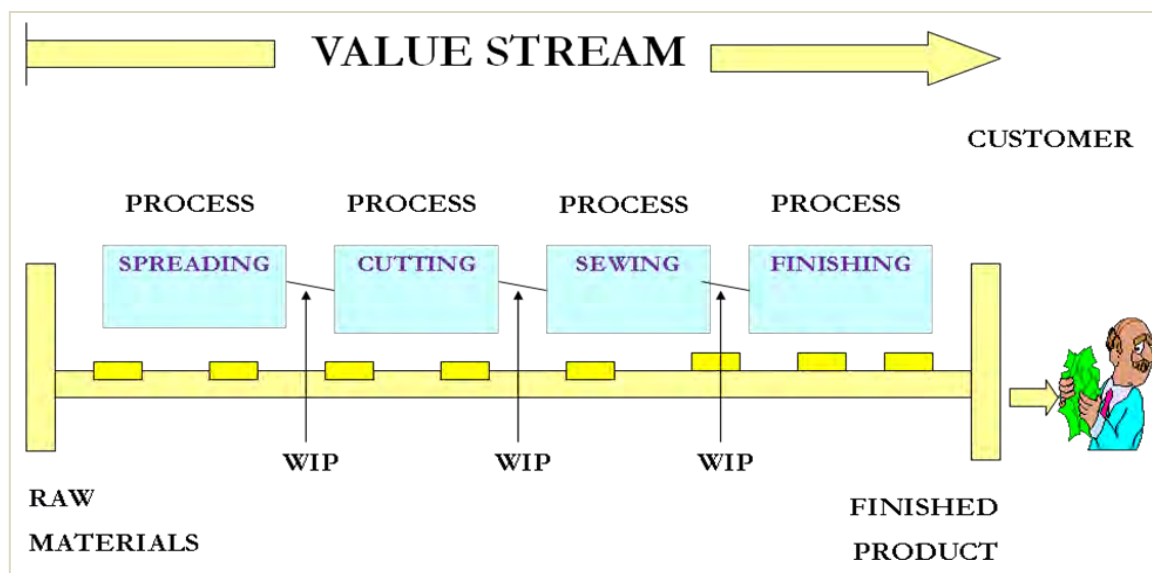 VALUE STREAM
CUSTOMER
PROCESS PROCESS PROCESS PROCESS
SPREADING CUTTING SEWING FINISHING
WIP WIP WIP
RAW
MATERIALS
FINISHED
PRODUCT